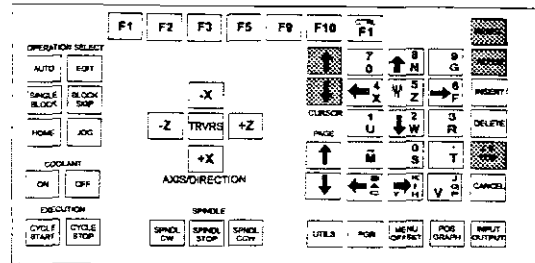 F1 F2 F3 F5 F9 F10 CTRL F1
OPERATION SELECT
AUTO EDIT
7 O 8 N 9 G
SINGLE BLOCK BLOCK SKIP
-X
4 X 5 Z 6 F INSERT
HOME JOG
-Z TRVRS +Z
CURSOR
1 U 2 W 3 R DELETE
PAGE
COOLANT
+X
M 0 S T
ON OFF
AXIS/DIRECTION
CANCEL
EXECUTION
SPINDLE
CYCLE START CYCLE STOP
SPNDL CW SPNDL STOP SPNDL CCW
UTILS PGR MENU OFFSET POS GRAPH INPUT OUTPUT